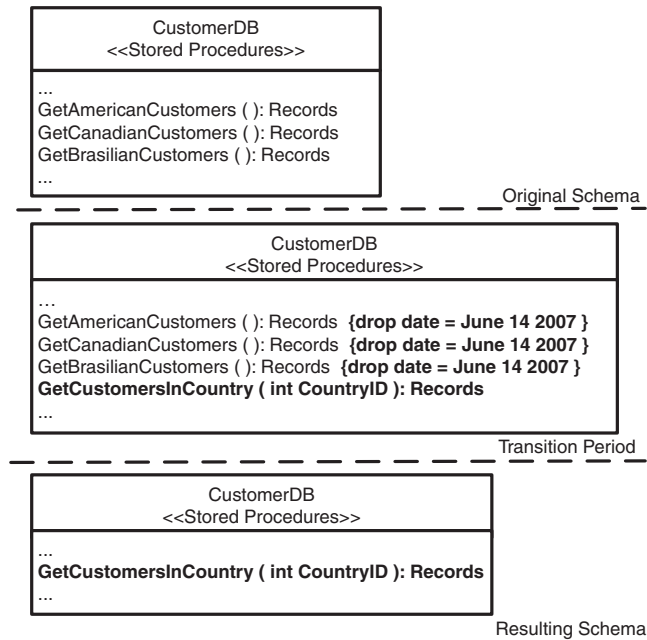 CustomerDB
<<Stored Procedures>>
...
GetAmericanCustomers ( ): Records
GetCanadianCustomers ( ): Records
GetBrasilianCustomers ( ): Records
...
Original Schema
CustomerDB
<<Stored Procedures>>
...
GetAmericanCustomers ( ): Records {drop date = June 14 2007 }
GetCanadianCustomers ( ): Records {drop date = June 14 2007 }
GetBrasilianCustomers ( ): Records {drop date = June 14 2007 }
GetCustomersInCountry ( int CountryID ): Records
...
Transition Period
CustomerDB
<<Stored Procedures>>
...
GetCustomersInCountry ( int CountryID ): Records
...
Resulting Schema